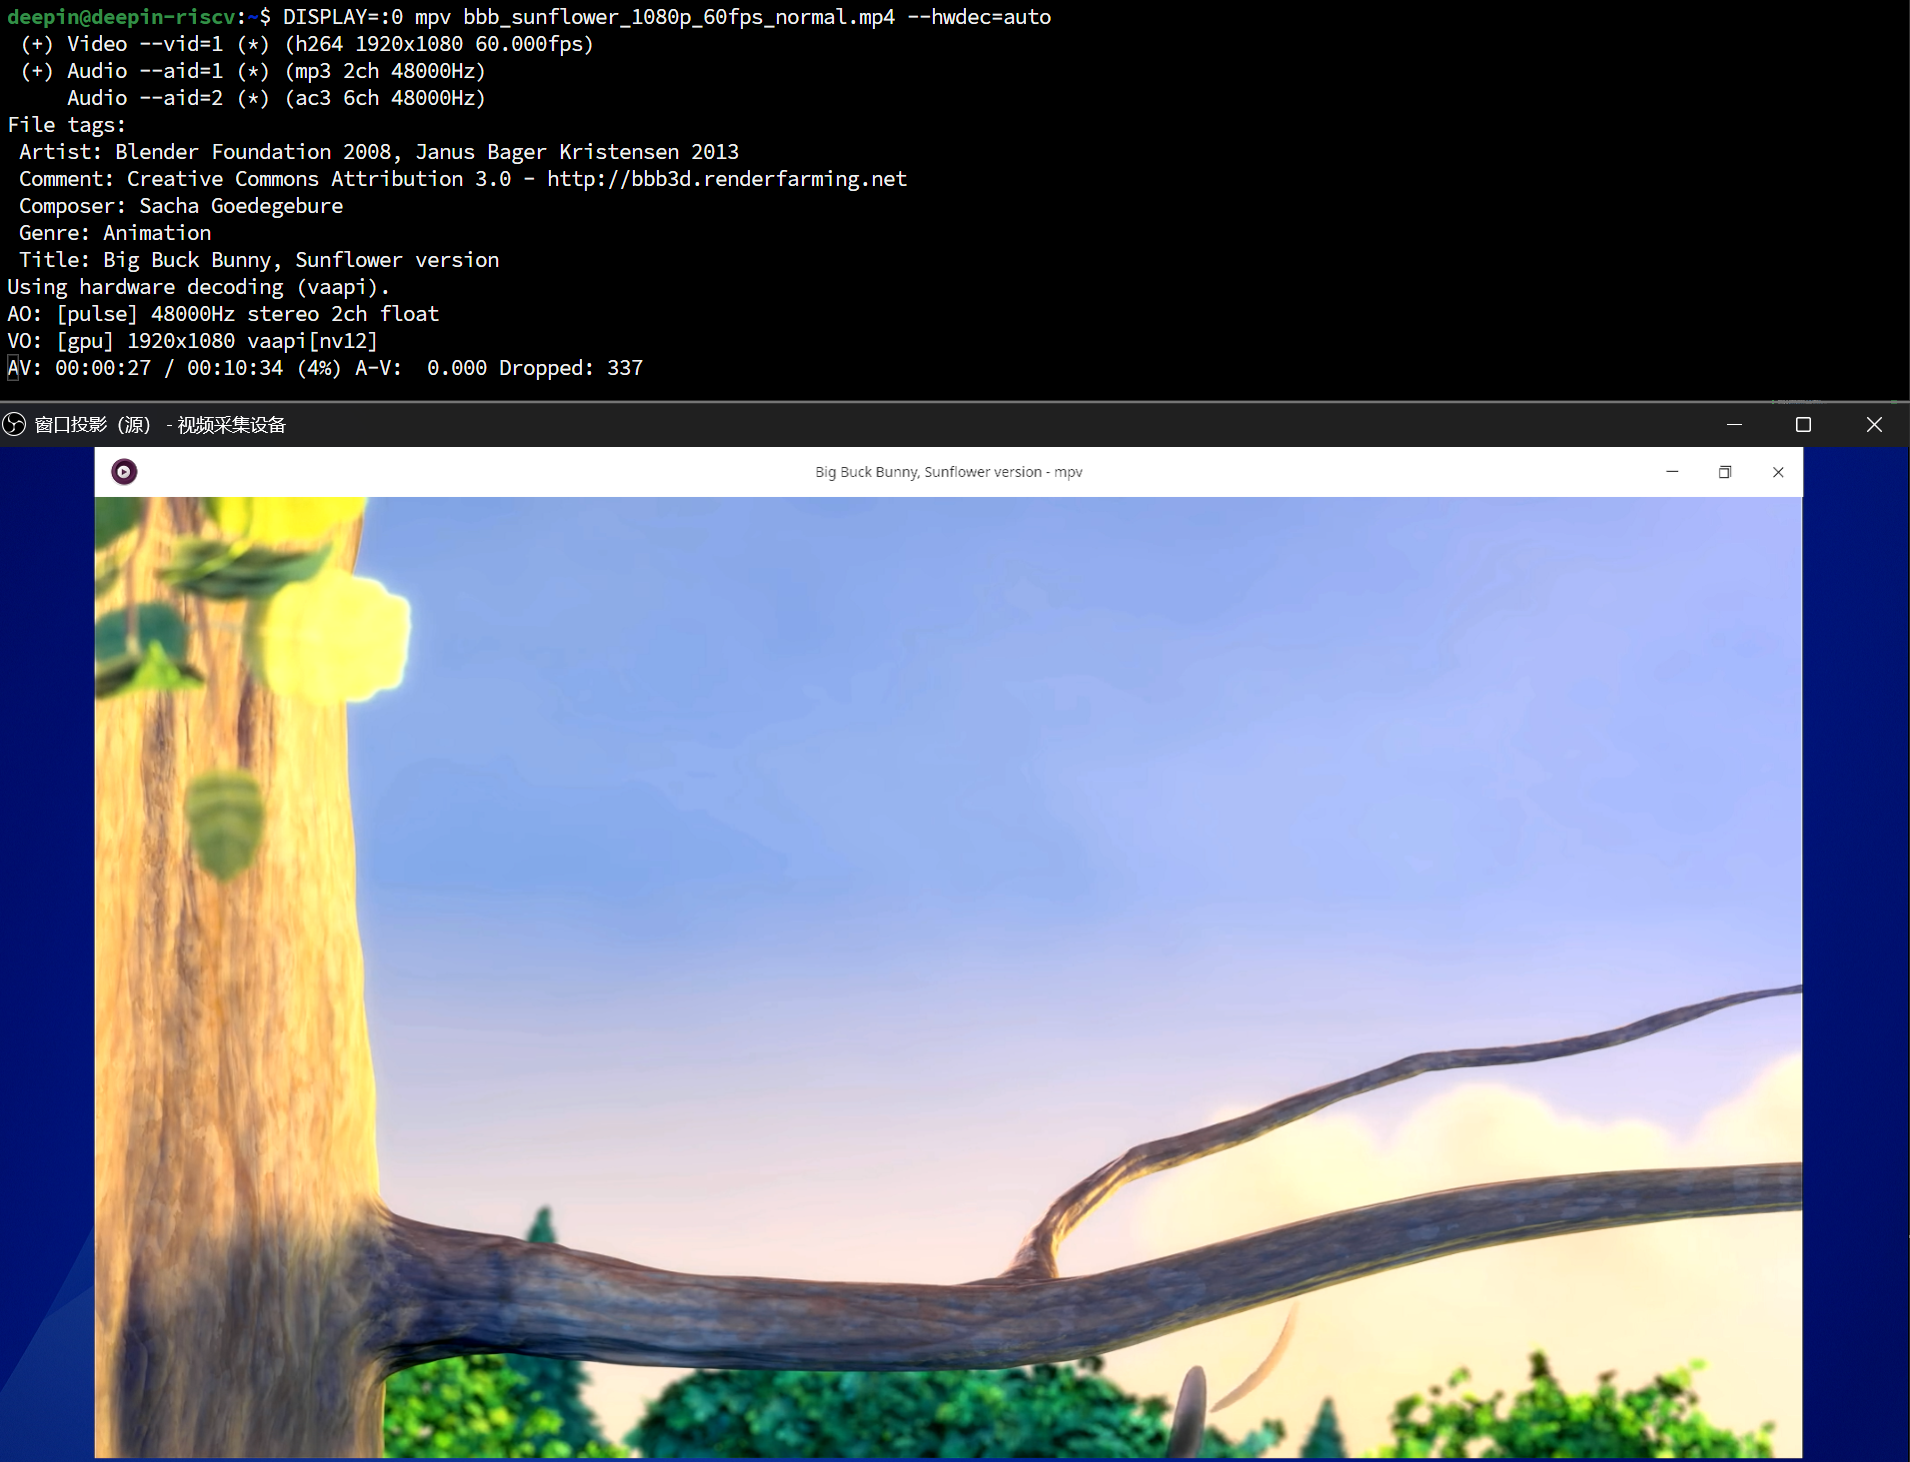 deepin@deepin-riscv:~$ DISPLAY=:0 mpv bbb_sunflower_1080p_60fps_normal.mp4 --hwdec=auto
(+) Video --vid=1 (*) (h264 1920x1080 60.000fps)
(+) Audio --aid=1 (*) (mp3 2ch 48000Hz)
Audio --aid=2 (*) (ac3 6ch 48000Hz)
File tags:
Artist: Blender Foundation 2008, Janus Bager Kristensen 2013
Comment: Creative Commons Attribution 3.0 - http://bbb3d.renderfarming.net
Composer: Sacha Goedegebure
Genre: Animation
Title: Big Buck Bunny, Sunflower version
Using hardware decoding (vaapi).
AO: [pulse] 48000Hz stereo 2ch float
VO: [gpu] 1920x1080 vaapi[nv12]
AV: 00:00:27 / 00:10:34 (4%) A-V:  0.000 Dropped: 337
窗口投影（源） - 视频采集设备
Big Buck Bunny, Sunflower version - mpv